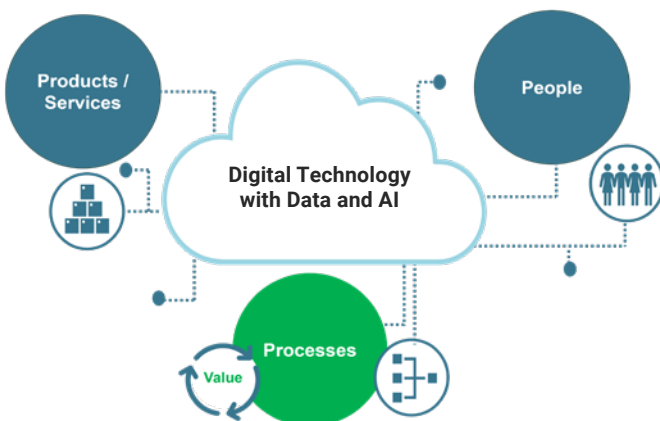 Products /
Services
People
Digital Technology
with Data and AI
Processes
Value